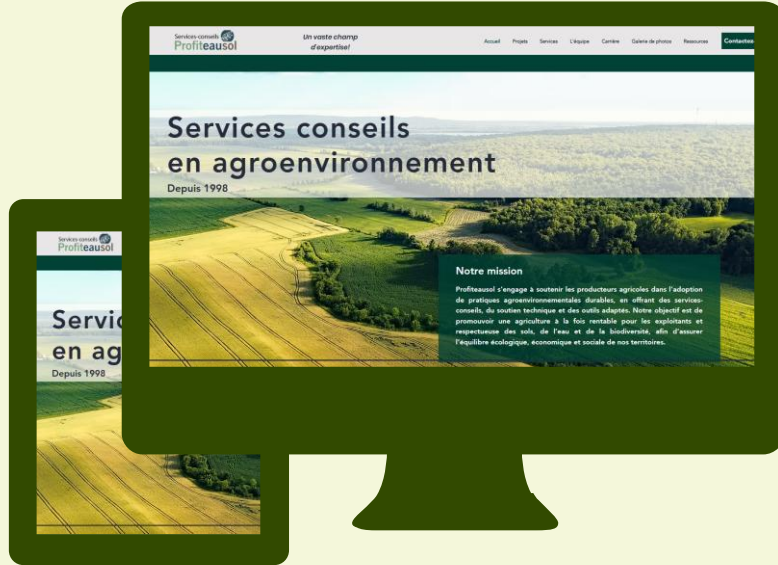 Services-conseils
Profiteausol
Un vaste champ
d'expertise!
Accueil Projets Services L'équipe Carrière Galerie de photos Ressources Contactez
Services conseils
en agroenvironnement
Depuis 1998
Notre mission
Profiteausol s'engage à soutenir les producteurs agricoles dans l'adoption
de pratiques agroenvironnementales durables, en offrant des services-
conseils, du soutien technique et des outils adaptés. Notre objectif est de
promouvoir une agriculture à la fois rentable pour les exploitants et
respectueuse des sols, de l'eau et de la biodiversité, afin d'assurer
l'équilibre écologique, économique et sociale de nos territoires.
Services-conseils
Profiteausol
Servic
en ag
Depuis 1998